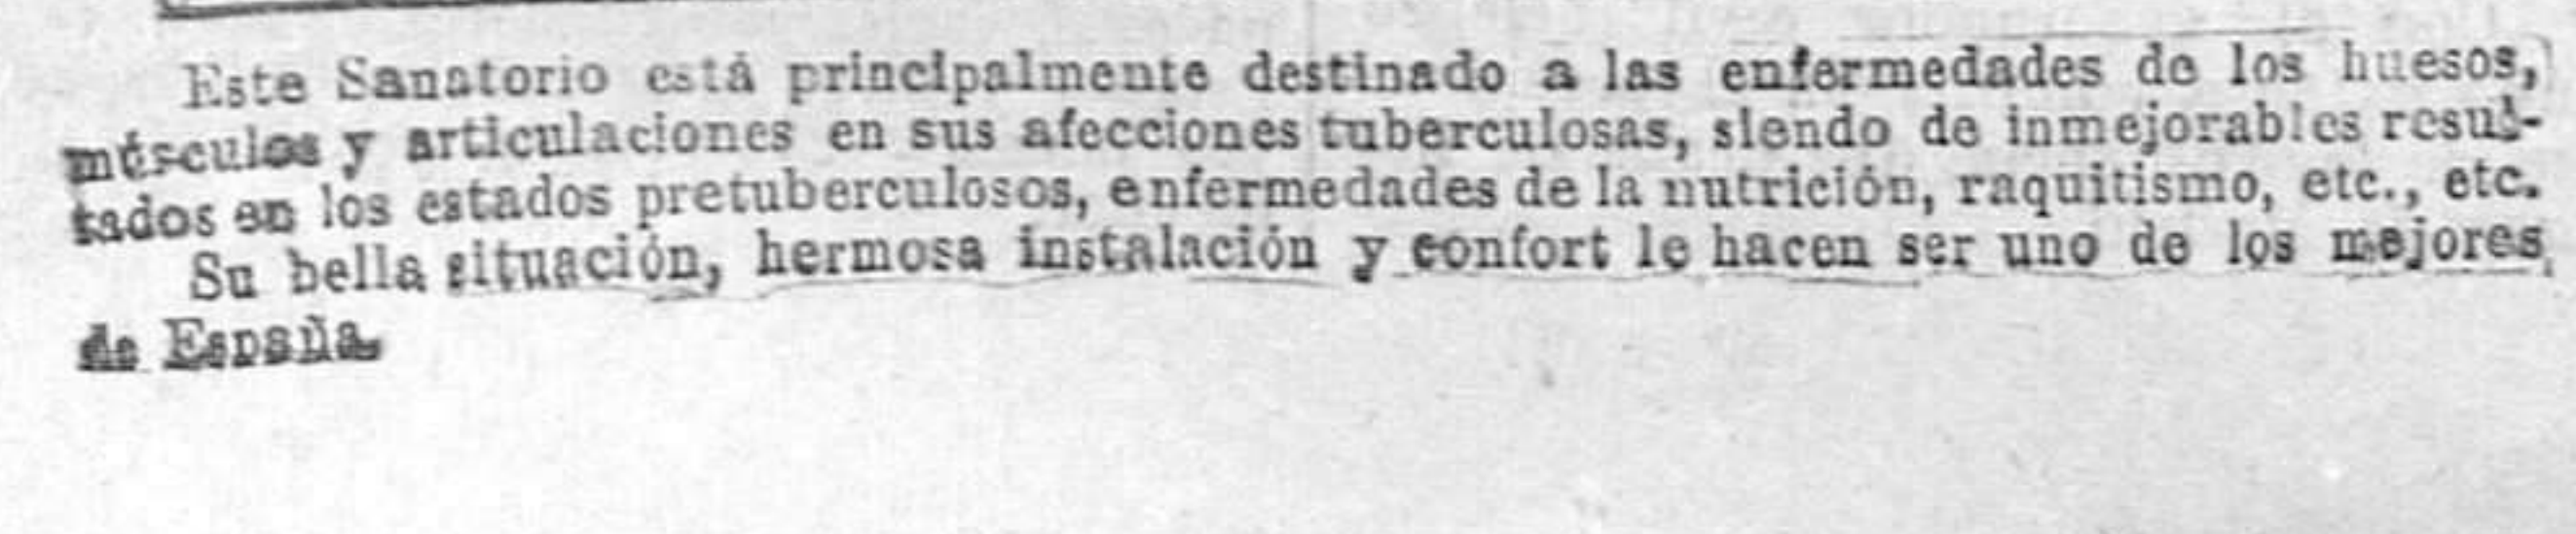 Este Sanatorio está principalmente destinado a las enfermedades de los huesos,
músculos y articulaciones en sus afecciones tuberculosas, siendo de inmejorables resul-
tados en los estados pretuberculosos, enfermedades de la nutrición, raquitismo, etc., etc.
Su bella situación, hermosa instalación y confort le hacen ser uno de los mejores
de España.